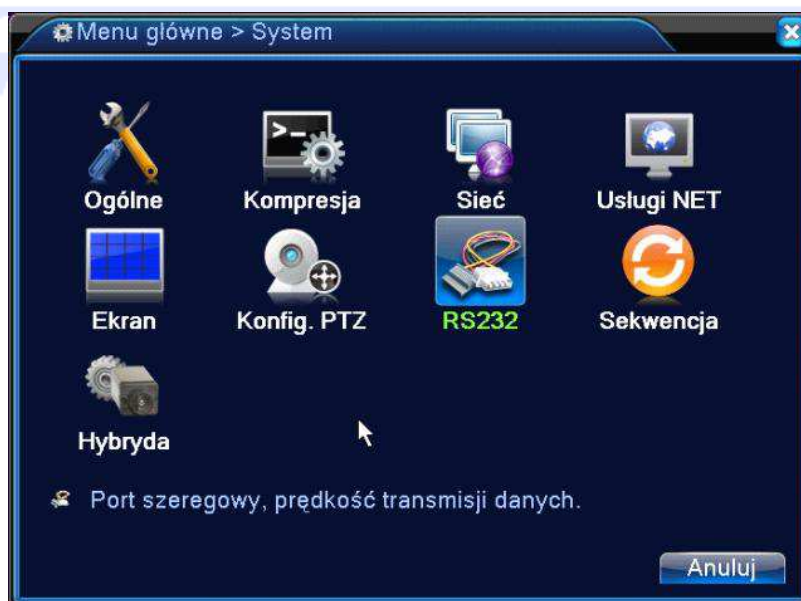 Menu główne > System
Ogólne Kompresja Sieć Usługi NET
Ekran Konfig. PTZ RS232 Sekwencja
Hybryda
Port szeregowy, prędkość transmisji danych.
Anuluj